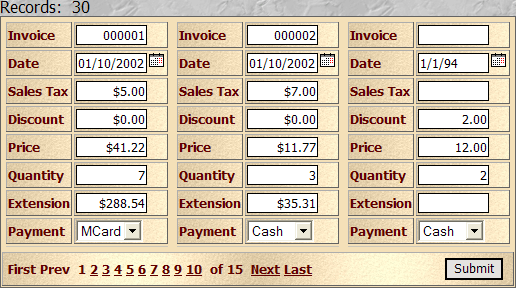 Records: 30
Invoice 000001 Invoice 000002 Invoice
Date 01/10/2002 Date 01/10/2002 Date 1/1/94
Sales Tax $5.00 Sales Tax $7.00 Sales Tax
Discount $0.00 Discount $0.00 Discount 2.00
Price $41.22 Price $11.77 Price 12.00
Quantity 7 Quantity 3 Quantity 2
Extension $288.54 Extension $35.31 Extension
Payment MCard Payment Cash Payment Cash
First Prev 1 2 3 4 5 6 7 8 9 10 of 15 Next Last Submit